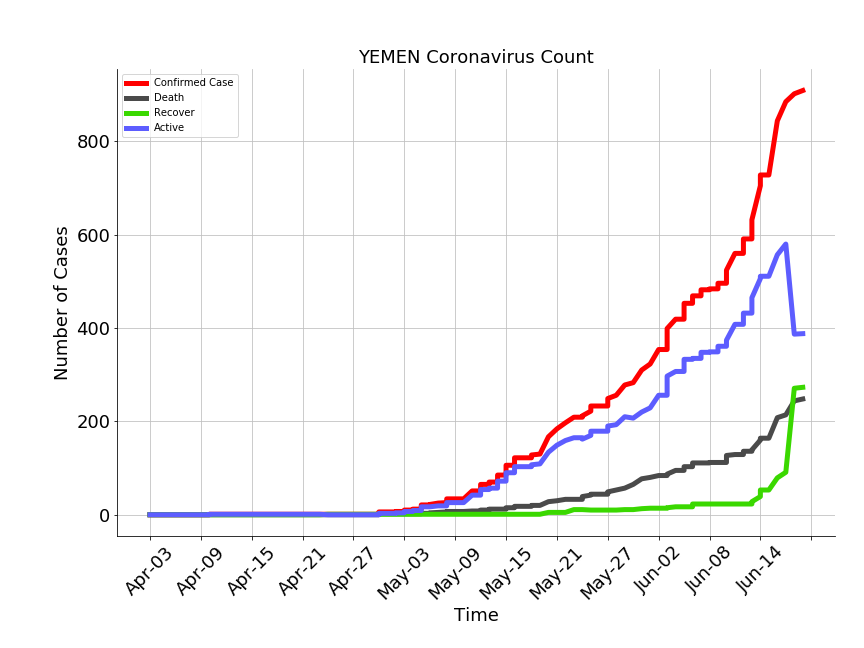 YEMEN Coronavirus Count
Confirmed Case
Death
Recover
Active
Number of Cases
800
600
400
200
0
Apr-03
Apr-09
Apr-15
Apr-21
Apr-27
May-03
May-09
May-15
May-21
May-27
Jun-02
Jun-08
Jun-14
Time